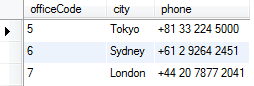 officeCode city phone
5 Tokyo +81 33 224 5000
6 Sydney +61 2 9264 2451
7 London +44 20 7877 2041